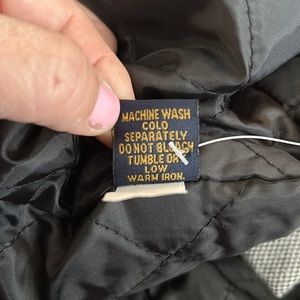 MACHINE WASH
COLD
SEPARATELY
DO NOT BLEACH
TUMBLE DRY
LOW
WARM IRON.